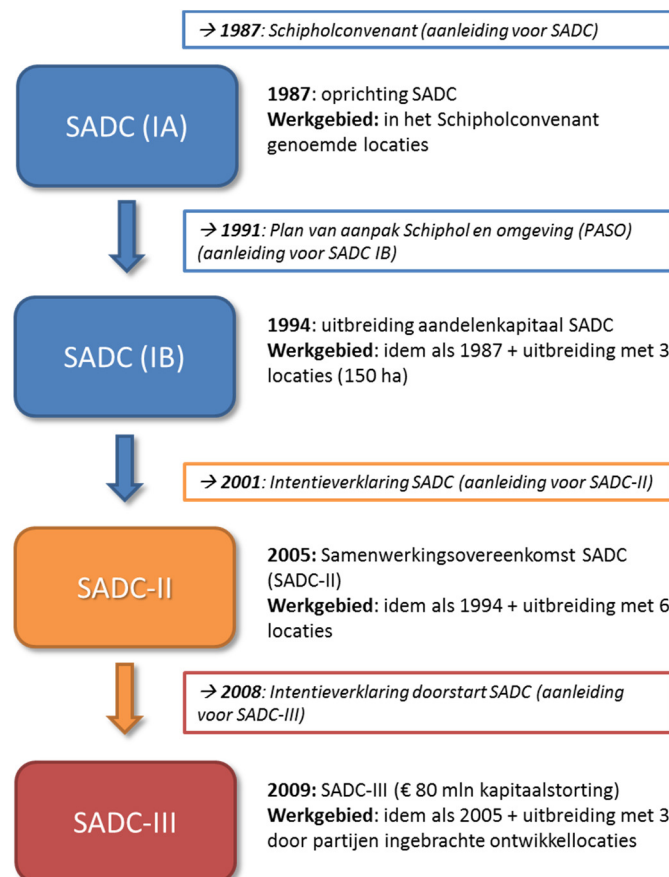 → 1987: Schipholconvenant (aanleiding voor SADC)
SADC (IA)
1987: oprichting SADC
Werkgebied: in het Schipholconvenant
genoemde locaties
→ 1991: Plan van aanpak Schiphol en omgeving (PASO)
(aanleiding voor SADC IB)
SADC (IB)
1994: uitbreiding aandelenkapitaal SADC
Werkgebied: idem als 1987 + uitbreiding met 3
locaties (150 ha)
→ 2001: Intentieverklaring SADC (aanleiding voor SADC-II)
SADC-II
2005: Samenwerkingsovereenkomst SADC
(SADC-II)
Werkgebied: idem als 1994 + uitbreiding met 6
locaties
→ 2008: Intentieverklaring doorstart SADC (aanleiding
voor SADC-III)
SADC-III
2009: SADC-III (€ 80 mln kapitaalstorting)
Werkgebied: idem als 2005 + uitbreiding met 3
door partijen ingebrachte ontwikkellocaties